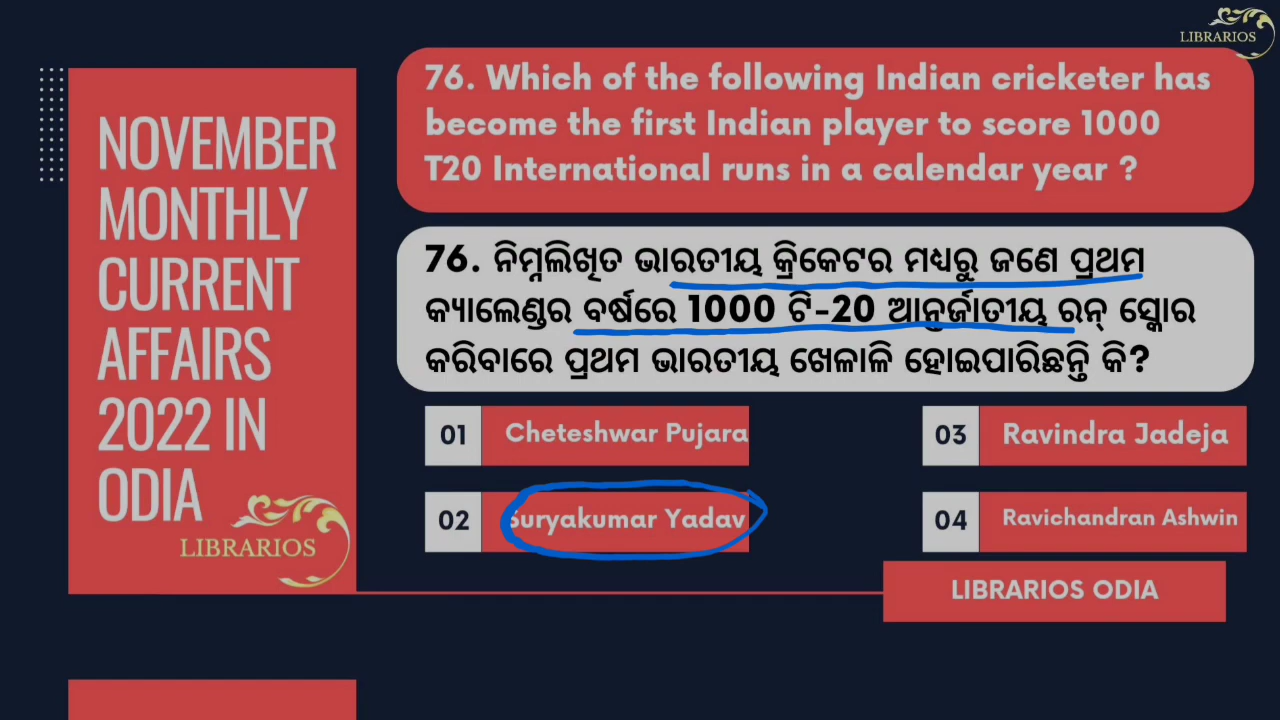 LIBRARIOS
NOVEMBER
MONTHLY
CURRENT
AFFAIRS
2022 IN
ODIA
LIBRARIOS
76. Which of the following Indian cricketer has
become the first Indian player to score 1000
T20 International runs in a calendar year ?
76. ନିମ୍ନଲିଖିତ ଭାରତୀୟ କ୍ରିକେଟର ମଧ୍ୟରୁ ଜଣେ ପ୍ରଥମ
କ୍ୟାଲେଣ୍ଡର ବର୍ଷରେ 1000 ଟି-20 ଆନ୍ତର୍ଜାତୀୟ ରନ୍ ସ୍କୋର
କରିବାରେ ପ୍ରଥମ ଭାରତୀୟ ଖେଳାଳି ହୋଇପାରିଛନ୍ତି କି?
01 Cheteshwar Pujara
02 Suryakumar Yadav
03 Ravindra Jadeja
04 Ravichandran Ashwin
LIBRARIOS ODIA